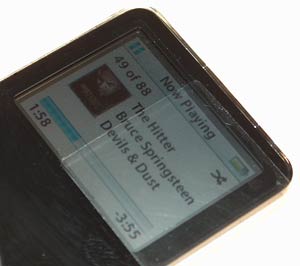 Now Playing
49 of 88
The Hitter
Bruce Springsteen
Devils & Dust
1:58
-3:55